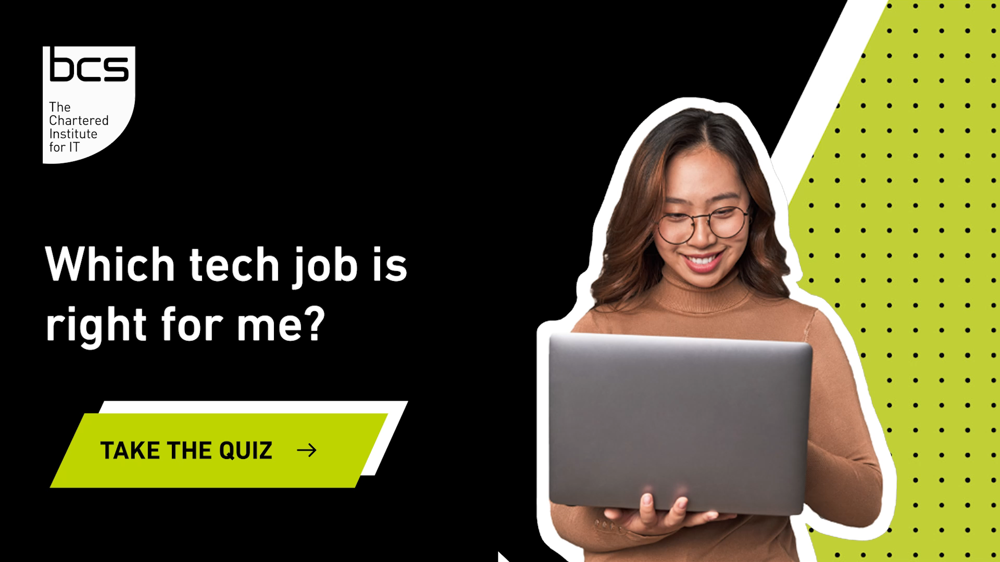 bcs
The
Chartered
Institute
for IT
Which tech job is
right for me?
TAKE THE QUIZ →